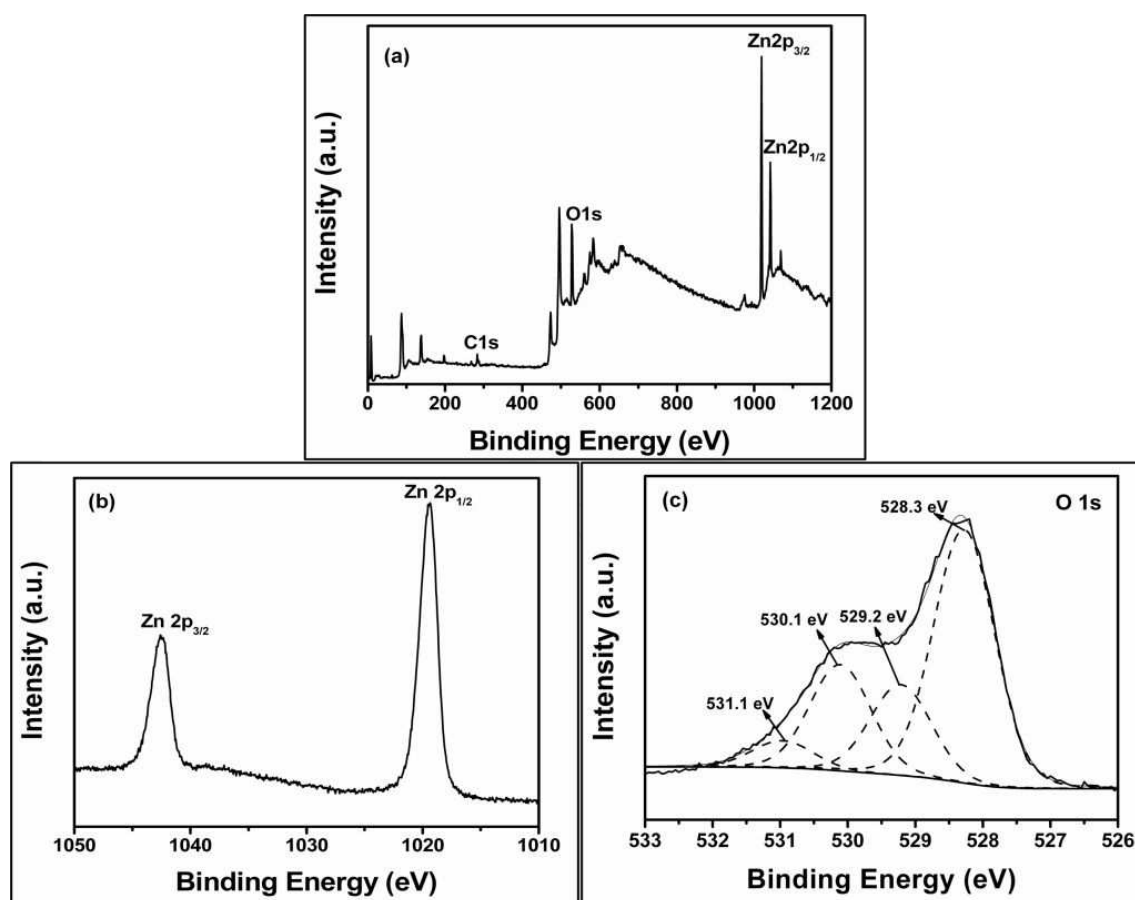 (a)
Zn2p3/2
Zn2p1/2
O1s
C1s
Intensity (a.u.)
0 200 400 600 800 1000 1200
Binding Energy (eV)
(b)
Zn 2p1/2
Zn 2p3/2
Intensity (a.u.)
1050 1040 1030 1020 1010
Binding Energy (eV)
(c)
O 1s
528.3 eV
529.2 eV
530.1 eV
531.1 eV
Intensity (a.u.)
533 532 531 530 529 528 527 526
Binding Energy (eV)